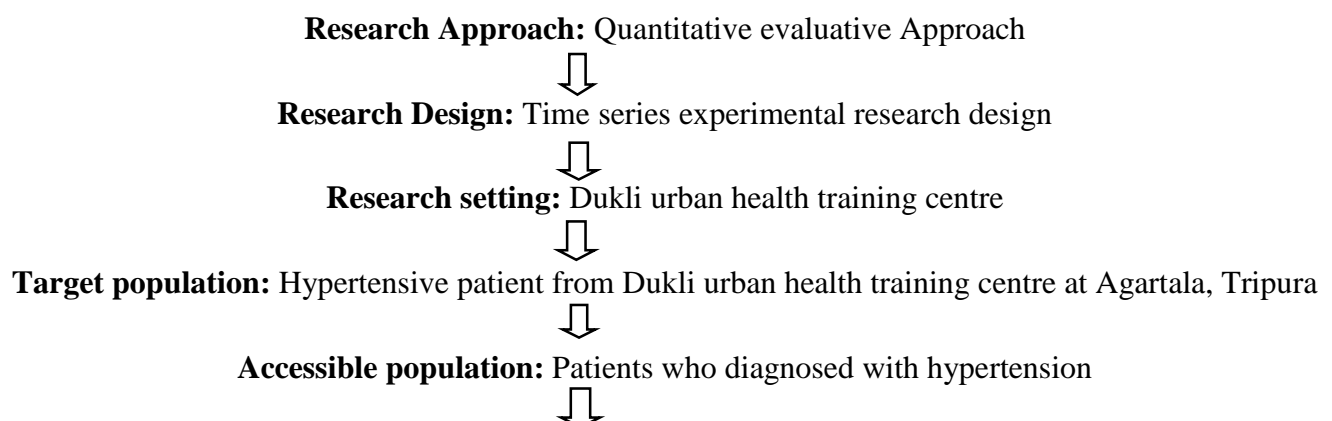 Research Approach: Quantitative evaluative Approach
Research Design: Time series experimental research design
Research setting: Dukli urban health training centre
Target population: Hypertensive patient from Dukli urban health training centre at Agartala, Tripura
Accessible population: Patients who diagnosed with hypertension